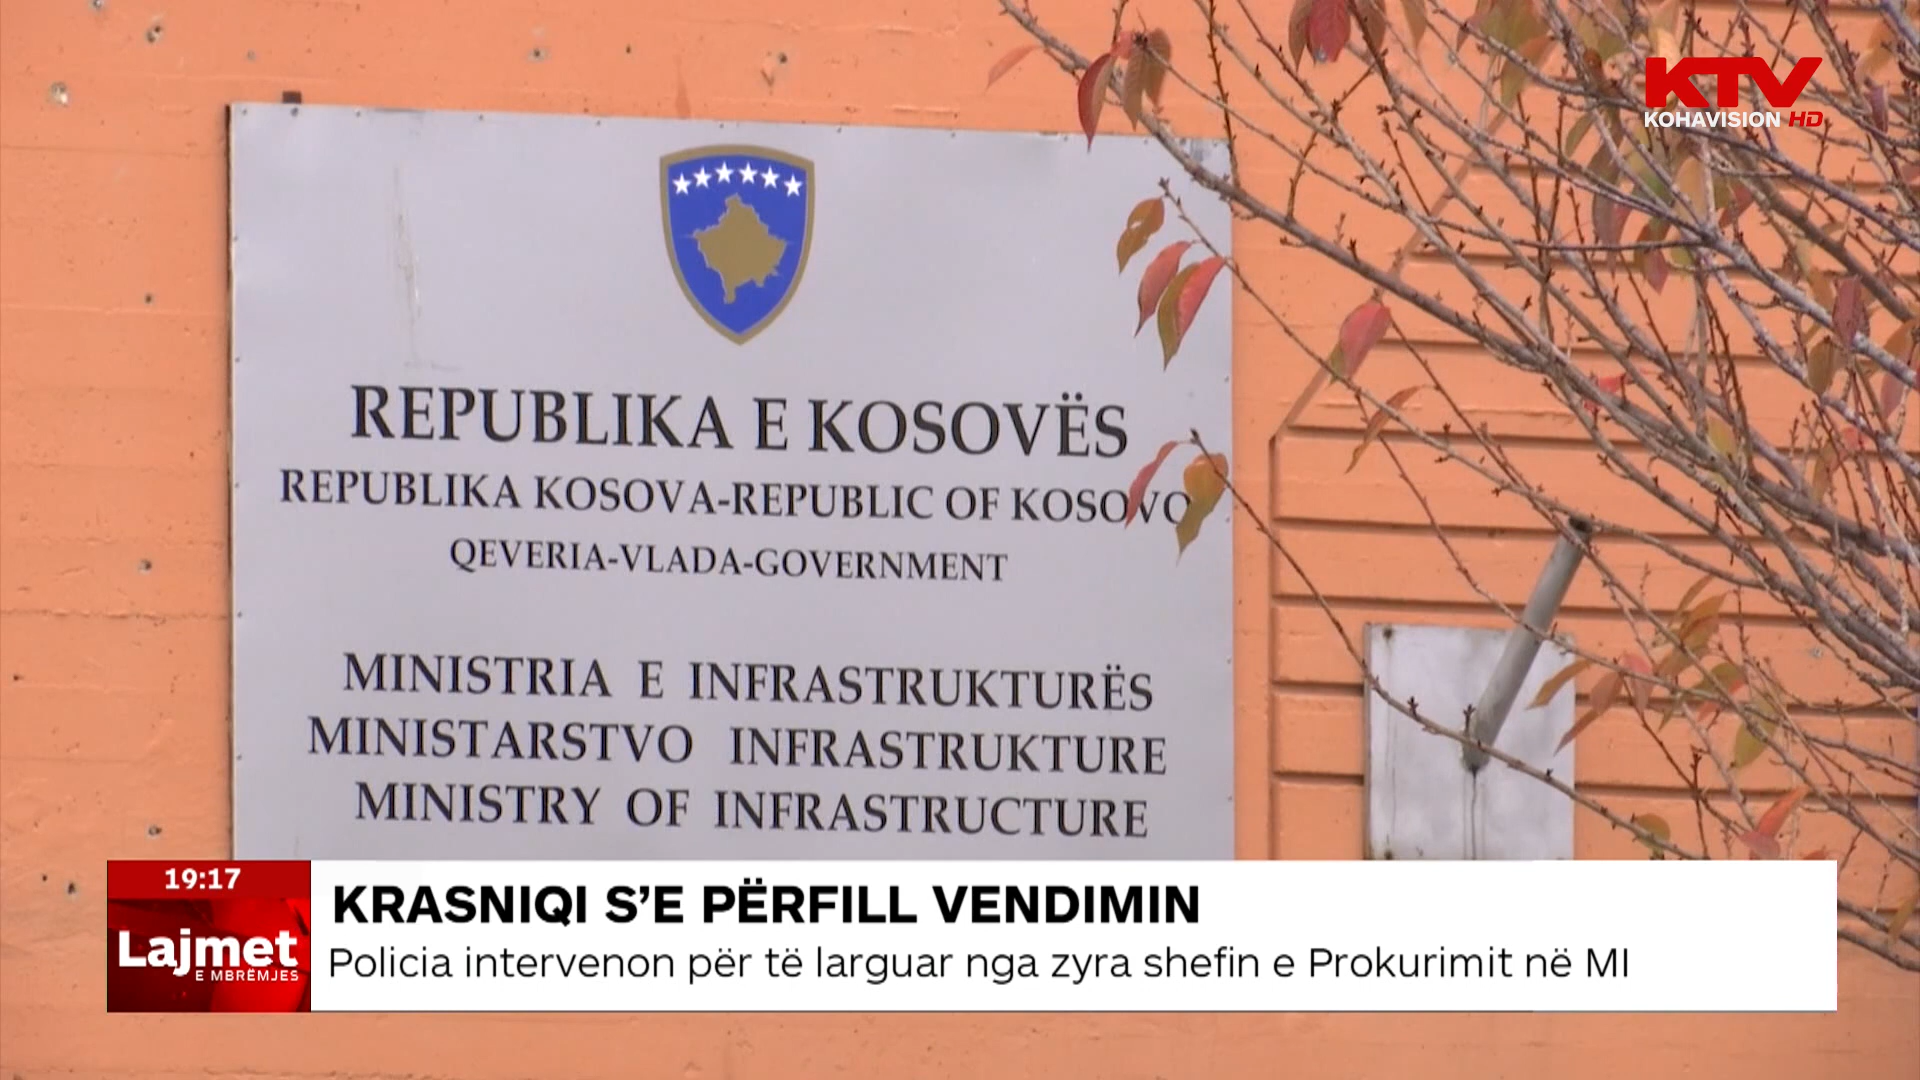 KTV
KOHAVISION HD
REPUBLIKA E KOSOVËS
REPUBLIKA KOSOVA-REPUBLIC OF KOSOVO
QEVERIA-VLADA-GOVERNMENT
MINISTRIA E INFRASTRUKTURËS
MINISTARSTVO INFRASTRUKTURE
MINISTRY OF INFRASTRUCTURE
19:17
Lajmet
E MBRËMJES
KRASNIQI S'E PËRFILL VENDIMIN
Policia intervenon për të larguar nga zyra shefin e Prokurimit në MI